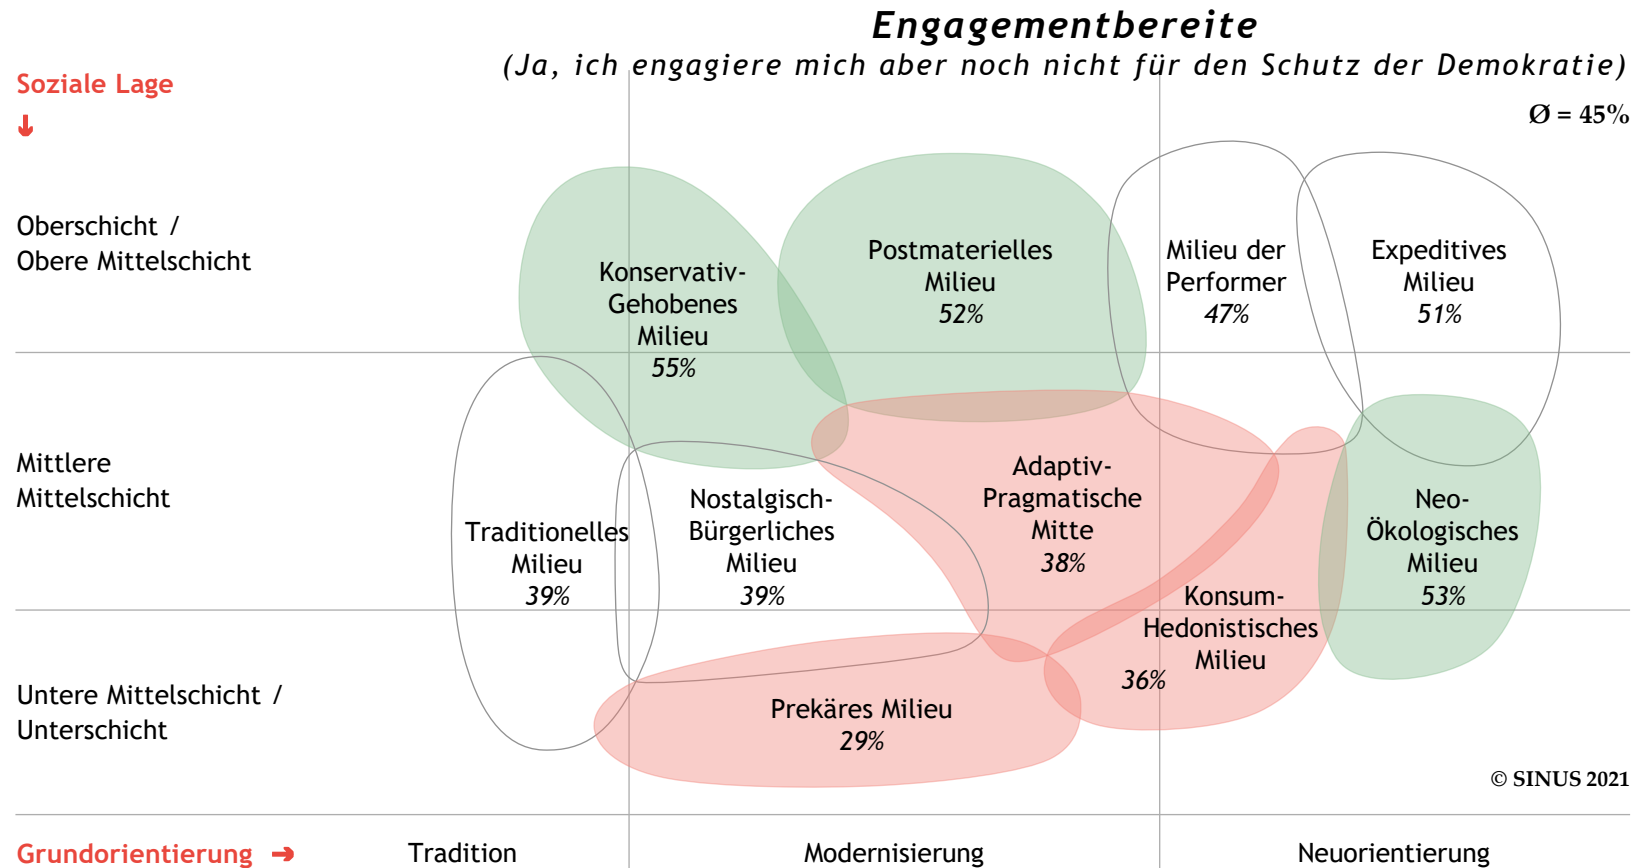 Engagementbereite
(Ja, ich engagiere mich aber noch nicht für den Schutz der Demokratie)
Soziale Lage
↓
Ø = 45%
Oberschicht /
Obere Mittelschicht
Konservativ-
Gehobenes
Milieu
55%
Postmaterielles
Milieu
52%
Milieu der
Performer
47%
Expeditives
Milieu
51%
Mittlere
Mittelschicht
Traditionelles
Milieu
39%
Nostalgisch-
Bürgerliches
Milieu
39%
Adaptiv-
Pragmatische
Mitte
38%
Konsum-
Hedonistisches
Milieu
36%
Neo-
Ökologisches
Milieu
53%
Untere Mittelschicht /
Unterschicht
Prekäres Milieu
29%
© SINUS 2021
Grundorientierung →
Tradition
Modernisierung
Neuorientierung